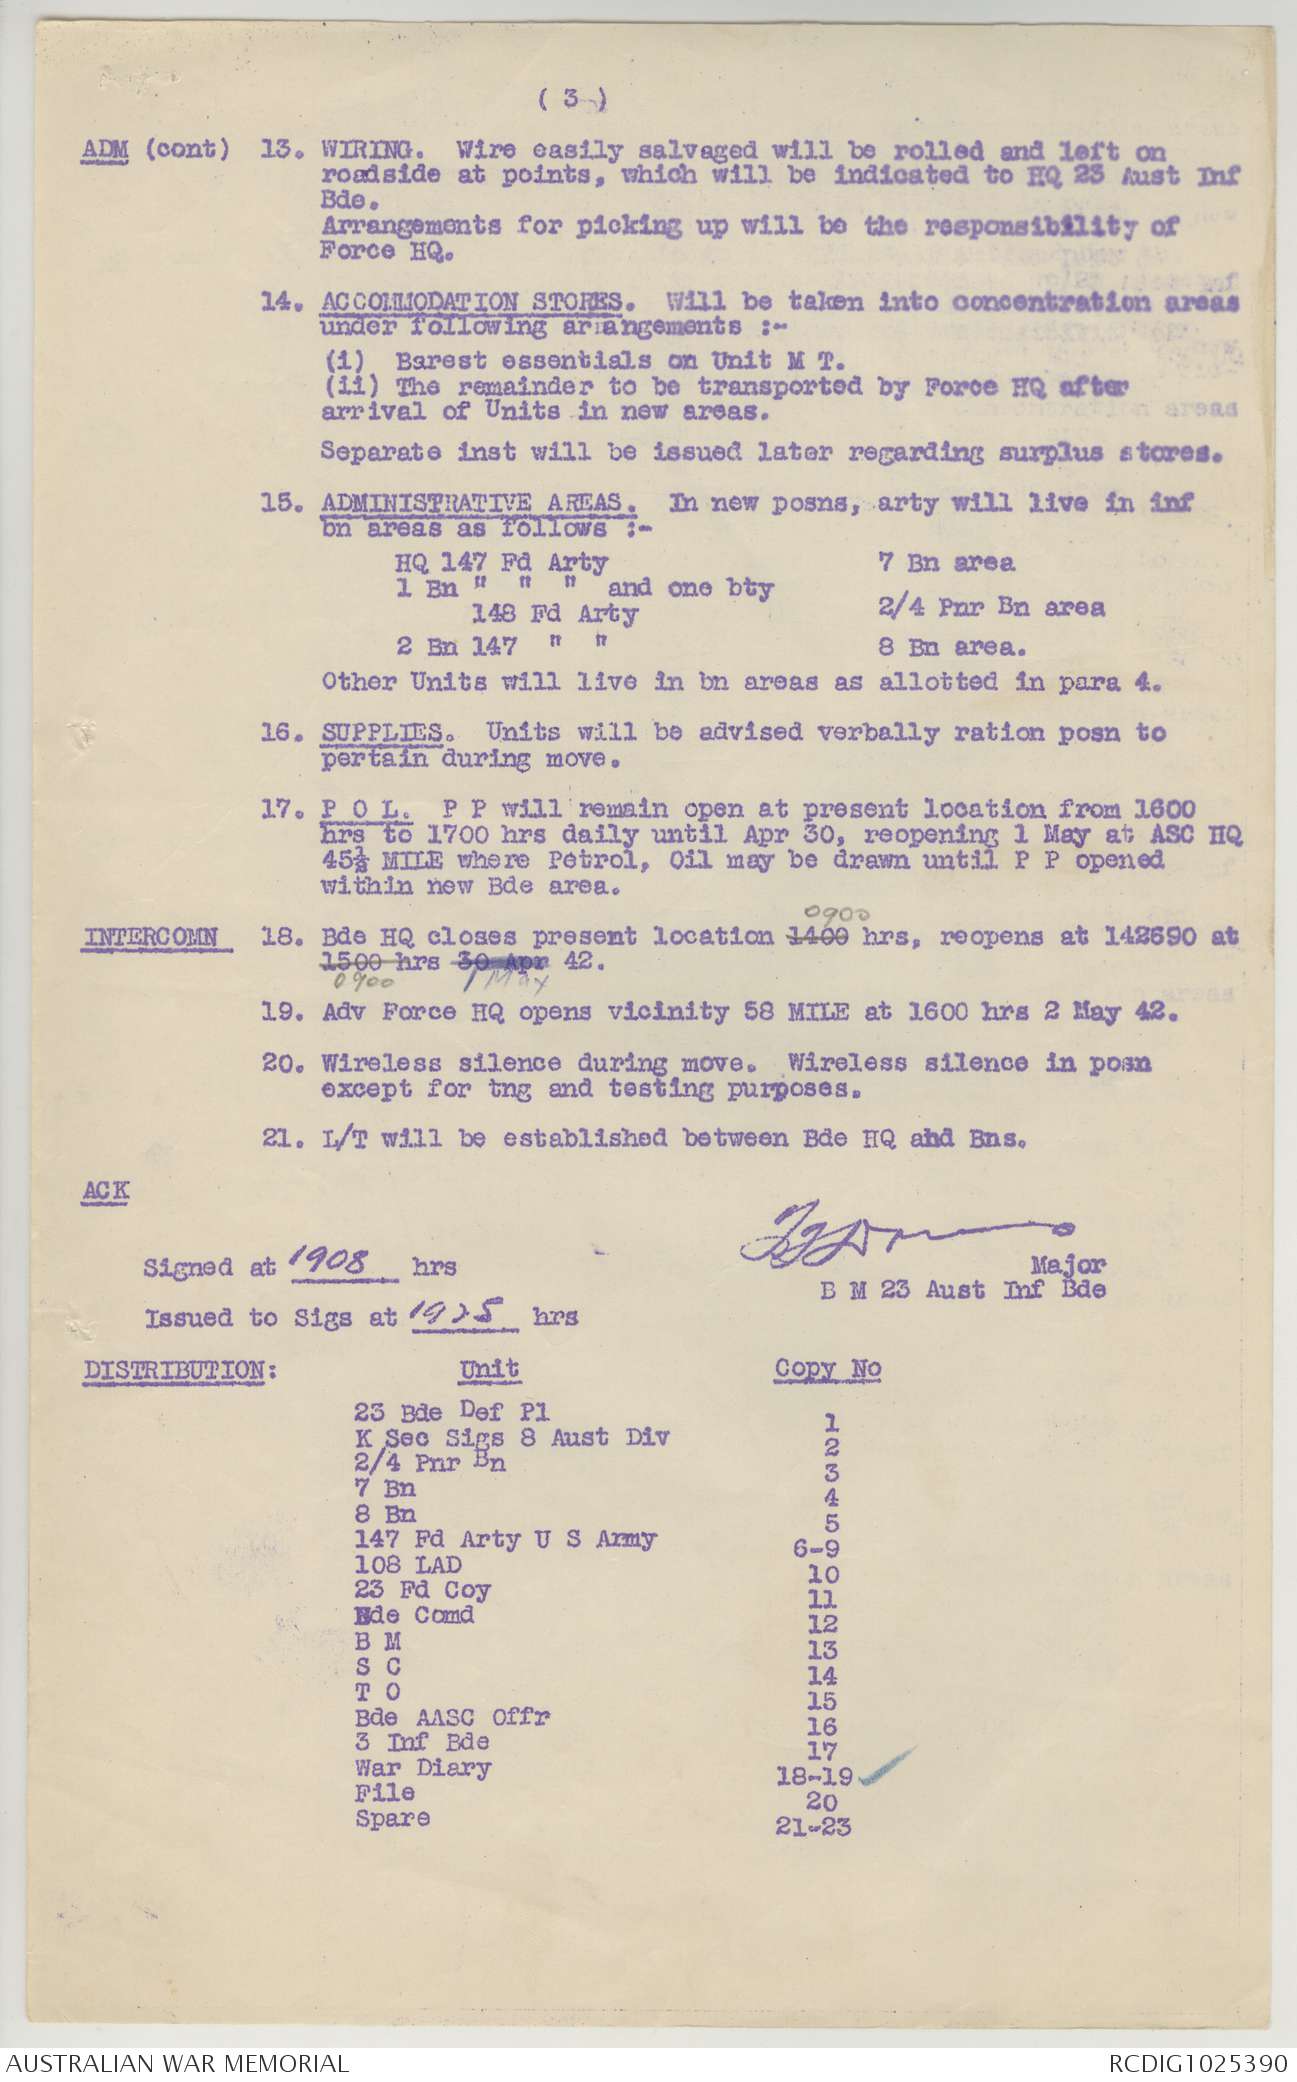 ( 3 )
ADM (cont) 13. WIRING. Wire easily salvaged will be rolled and left on
roadside at points, which will be indicated to HQ 23 Aust Inf
Bde.
Arrangements for picking up will be the responsibility of
Force HQ.
14. ACCOMMODATION STORES. Will be taken into concentration areas
under following arrangements :-
(i) Barest essentials on Unit M T.
(ii) The remainder to be transported by Force HQ after
arrival of Units in new areas.
Separate inst will be issued later regarding surplus stores.
15. ADMINISTRATIVE AREAS. In new posns, arty will live in inf
bn areas as follows :-
HQ 147 Fd Arty 7 Bn area
1 Bn " " " and one bty
148 Fd Arty 2/4 Pnr Bn area
2 Bn 147 " " 8 Bn area.
Other Units will live in bn areas as allotted in para 4.
16. SUPPLIES. Units will be advised verbally ration posn to
pertain during move.
17. P O L. P P will remain open at present location from 1600
hrs to 1700 hrs daily until Apr 30, reopening 1 May at ASC HQ
45½ MILE where Petrol, Oil may be drawn until P P opened
within new Bde area.
0900
INTERCOMN 18. Bde HQ closes present location 1400 hrs, reopens at 142690 at
1500 hrs 30 Apr 42.
0900 1 May
19. Adv Force HQ opens vicinity 58 MILE at 1600 hrs 2 May 42.
20. Wireless silence during move. Wireless silence in posn
except for tng and testing purposes.
21. L/T will be established between Bde HQ and Bns.
ACK
Signed at 1908 hrs
Major
B M 23 Aust Inf Bde
Issued to Sigs at 1925 hrs
DISTRIBUTION: Unit Copy No
23 Bde Def Pl 1
K Sec Sigs 8 Aust Div 2
2/4 Pnr Bn 3
7 Bn 4
8 Bn 5
147 Fd Arty U S Army 6-9
108 LAD 10
23 Fd Coy 11
Bde Comd 12
B M 13
S C 14
T O 15
Bde AASC Offr 16
3 Inf Bde 17
War Diary 18-19
File 20
Spare 21-23
AUSTRALIAN WAR MEMORIAL RCDIG1025390